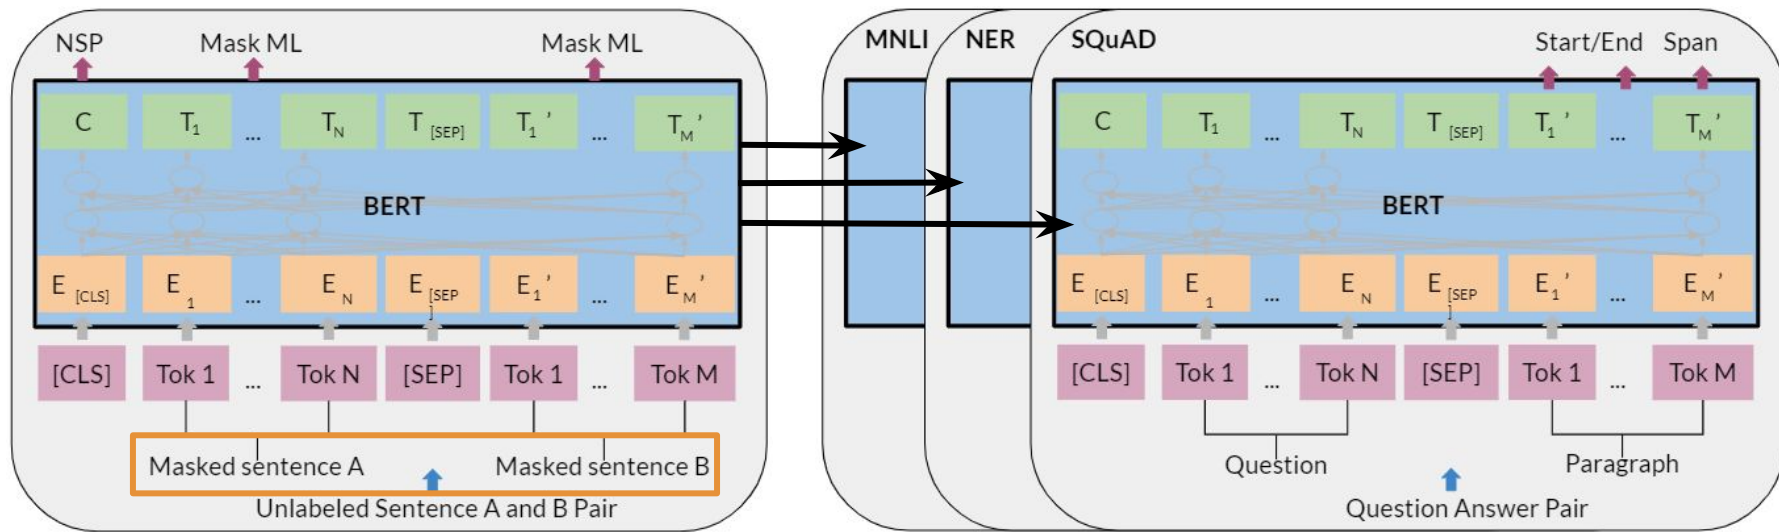 NSP Mask ML Mask ML
C T1 ... TN T[SEP] T1’ ... TM’
BERT
E[CLS] E1 ... EN E[SEP] E1’ ... EM’
[CLS] Tok 1 ... Tok N [SEP] Tok 1 ... Tok M
Masked sentence A Masked sentence B
Unlabeled Sentence A and B Pair
MNLI NER SQuAD Start/End Span
C T1 ... TN T[SEP] T1’ ... TM’
BERT
E[CLS] E1 ... EN E[SEP] E1’ ... EM’
[CLS] Tok 1 ... Tok N [SEP] Tok 1 ... Tok M
Question Paragraph
Question Answer Pair